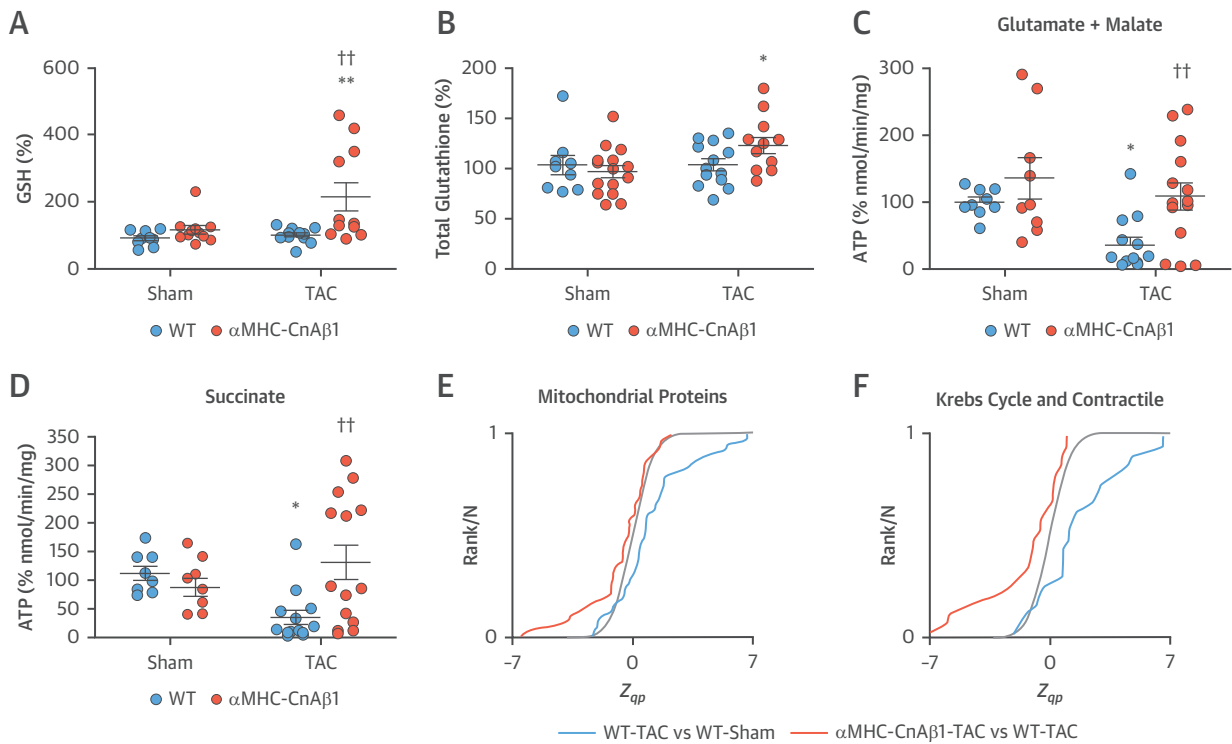 A
GSH (%)
600
400
200
0
††
**
Sham
TAC
WT
αMHC-CnAβ1
B
Total Glutathione (%)
200
150
100
50
0
*
Sham
TAC
WT
αMHC-CnAβ1
C
Glutamate + Malate
ATP (% nmol/min/mg)
300
200
100
0
*
††
Sham
TAC
WT
αMHC-CnAβ1
D
Succinate
ATP (% nmol/min/mg)
350
300
250
200
150
100
50
0
*
††
Sham
TAC
WT
αMHC-CnAβ1
E
Mitochondrial Proteins
Rank/N
1
1
-7
0
7
Zqp
F
Krebs Cycle and Contractile
Rank/N
1
1
-7
0
7
Zqp
WT-TAC vs WT-Sham
αMHC-CnAβ1-TAC vs WT-TAC